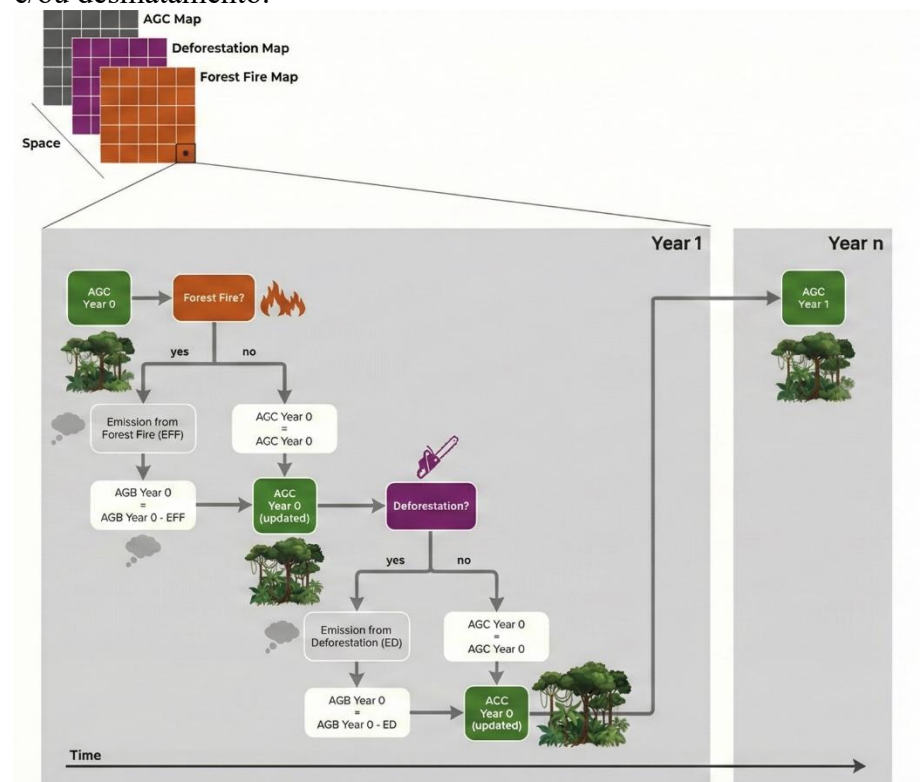 e/ou desmatamento.
AGC Map
Deforestation Map
Forest Fire Map
Space
Year 1
Year n
AGC
Year 0
Forest Fire?
AGC
Year 1
yes
no
Emission from
Forest Fire (EFF)
AGC Year 0
=
AGC Year 0
AGB Year 0
=
AGB Year 0 - EFF
AGC
Year 0
(updated)
Deforestation?
yes
no
Emission from
Deforestation (ED)
AGC Year 0
=
AGC Year 0
AGB Year 0
=
AGB Year 0 - ED
ACC
Year 0
(updated)
Time